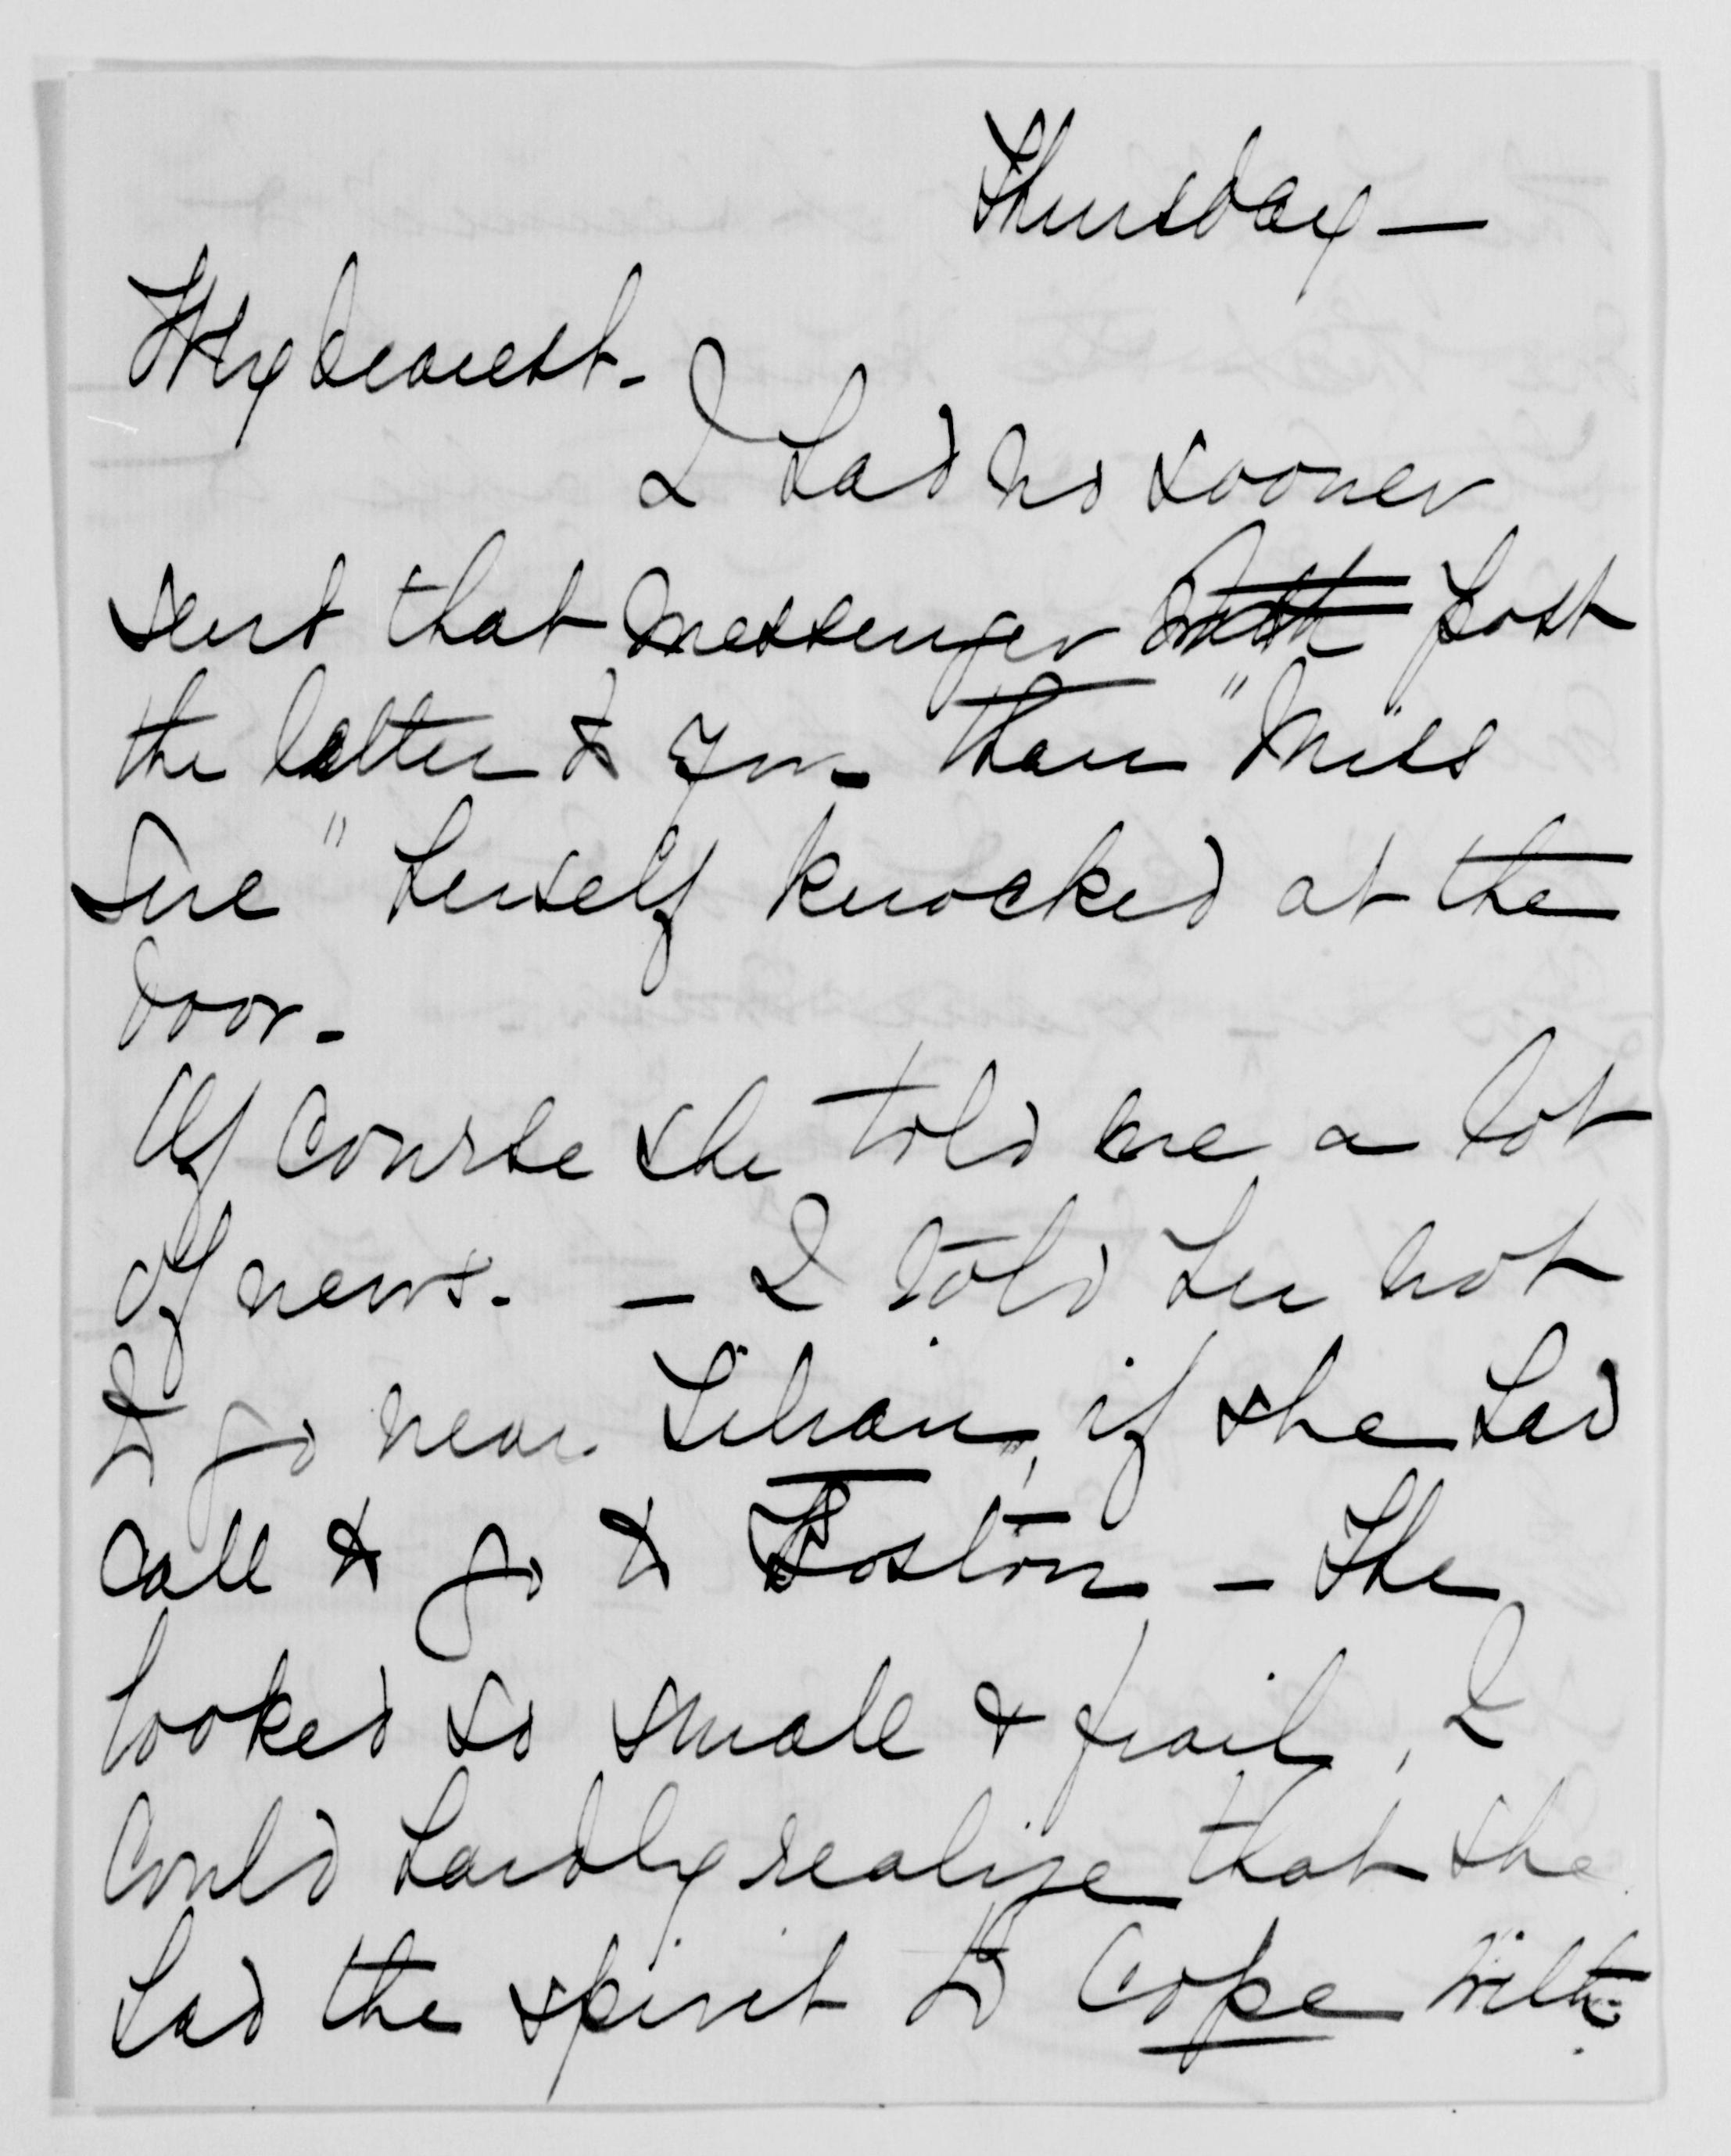 Thursday —
My dearest -
I had no sooner
sent that messenger ~~with~~ post
the letter to you - than "Miss
Sue" herself knocked at the
door -
Of course she told me a lot
of news. - I told her not
to go near Lilian, if she had
call to go to Boston - She
looked so small & frail, I
could hardly realize that she
had the spirit to cope with